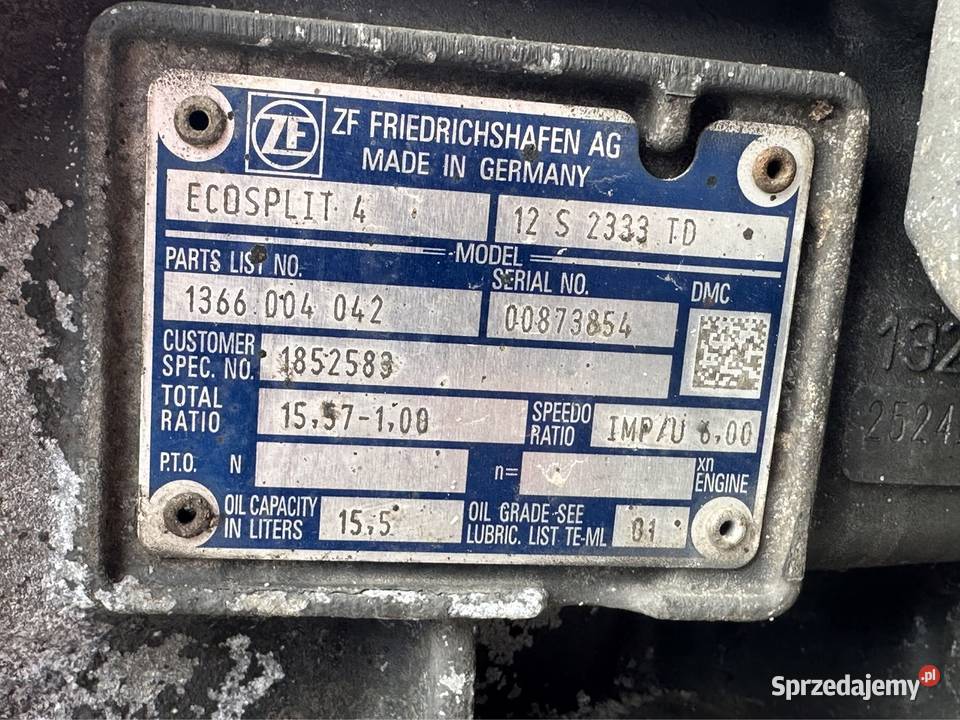 ZF
ZF FRIEDRICHSHAFEN AG
MADE IN GERMANY
ECOSPLIT 4 12 S 2333 TD
MODEL
PARTS LIST NO. SERIAL NO. DMC
1366 004 042 00873854
CUSTOMER
SPEC. NO. 1852583
TOTAL
RATIO 15,57-1,00 SPEEDO
RATIO IMP/U 6,00
P.T.O. N n= xn
ENGINE
OIL CAPACITY
IN LITERS 15,5 OIL GRADE-SEE
LUBRIC. LIST TE-ML 01
Sprzedajemy.pl